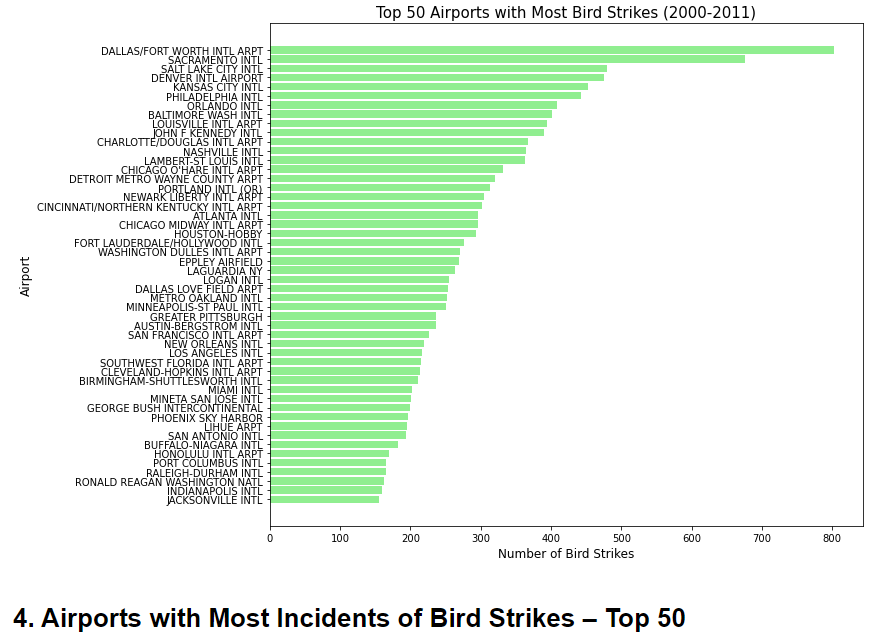 Top 50 Airports with Most Bird Strikes (2000-2011)
DALLAS/FORT WORTH INTL ARPT
SACRAMENTO INTL
SALT LAKE CITY INTL
DENVER INTL AIRPORT
KANSAS CITY INTL
PHILADELPHIA INTL
ORLANDO INTL
BALTIMORE WASH INTL
LOUISVILLE INTL ARPT
JOHN F KENNEDY INTL
CHARLOTTE/DOUGLAS INTL ARPT
NASHVILLE INTL
LAMBERT-ST LOUIS INTL
CHICAGO O'HARE INTL ARPT
DETROIT METRO WAYNE COUNTY ARPT
PORTLAND INTL (OR)
NEWARK LIBERTY INTL ARPT
CINCINNATI/NORTHERN KENTUCKY INTL ARPT
ATLANTA INTL
CHICAGO MIDWAY INTL ARPT
HOUSTON-HOBBY
FORT LAUDERDALE/HOLLYWOOD INTL
WASHINGTON DULLES INTL ARPT
EPPLEY AIRFIELD
LAGUARDIA NY
LOGAN INTL
DALLAS LOVE FIELD ARPT
METRO OAKLAND INTL
MINNEAPOLIS-ST PAUL INTL
GREATER PITTSBURGH
AUSTIN-BERGSTROM INTL
SAN FRANCISCO INTL ARPT
NEW ORLEANS INTL
LOS ANGELES INTL
SOUTHWEST FLORIDA INTL ARPT
CLEVELAND-HOPKINS INTL ARPT
BIRMINGHAM-SHUTTLESWORTH INTL
MIAMI INTL
MINETA SAN JOSE INTL
GEORGE BUSH INTERCONTINENTAL
PHOENIX SKY HARBOR
LIHUE ARPT
SAN ANTONIO INTL
BUFFALO-NIAGARA INTL
HONOLULU INTL ARPT
PORT COLUMBUS INTL
RALEIGH-DURHAM INTL
RONALD REAGAN WASHINGTON NATL
INDIANAPOLIS INTL
JACKSONVILLE INTL
Airport
0 100 200 300 400 500 600 700 800
Number of Bird Strikes
4. Airports with Most Incidents of Bird Strikes – Top 50